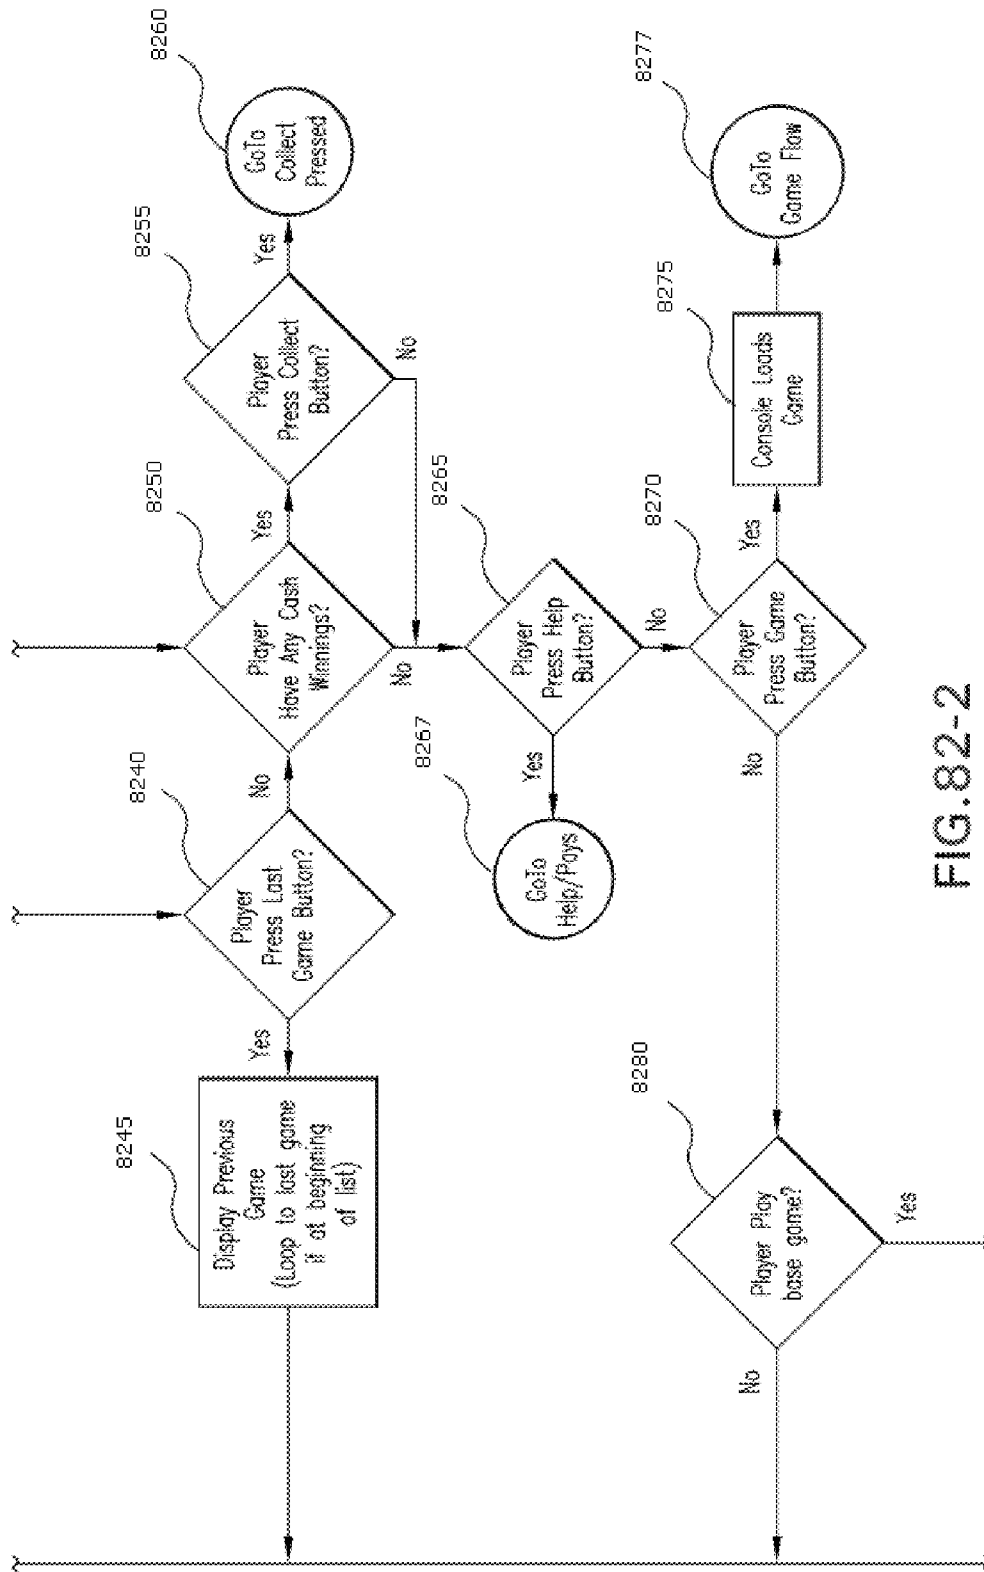 8245
Display Previous
Game
(Loop to last game
if at beginning
of list)
Yes
8240
Player
Press Last
Game Button?
No
8250
Player
Have Any Cash
Winnings?
Yes
No
8255
Player
Press Collect
Button?
Yes
No
8260
GoTo
Collect
Pressed
8267
GoTo
Help/Pays
Yes
8265
Player
Press Help
Button?
No
8280
Player Play
base game?
No
Yes
No
8270
Player
Press Game
Button?
Yes
8275
Console Loads
Game
8277
GoTo
Game Flow
FIG.82-2